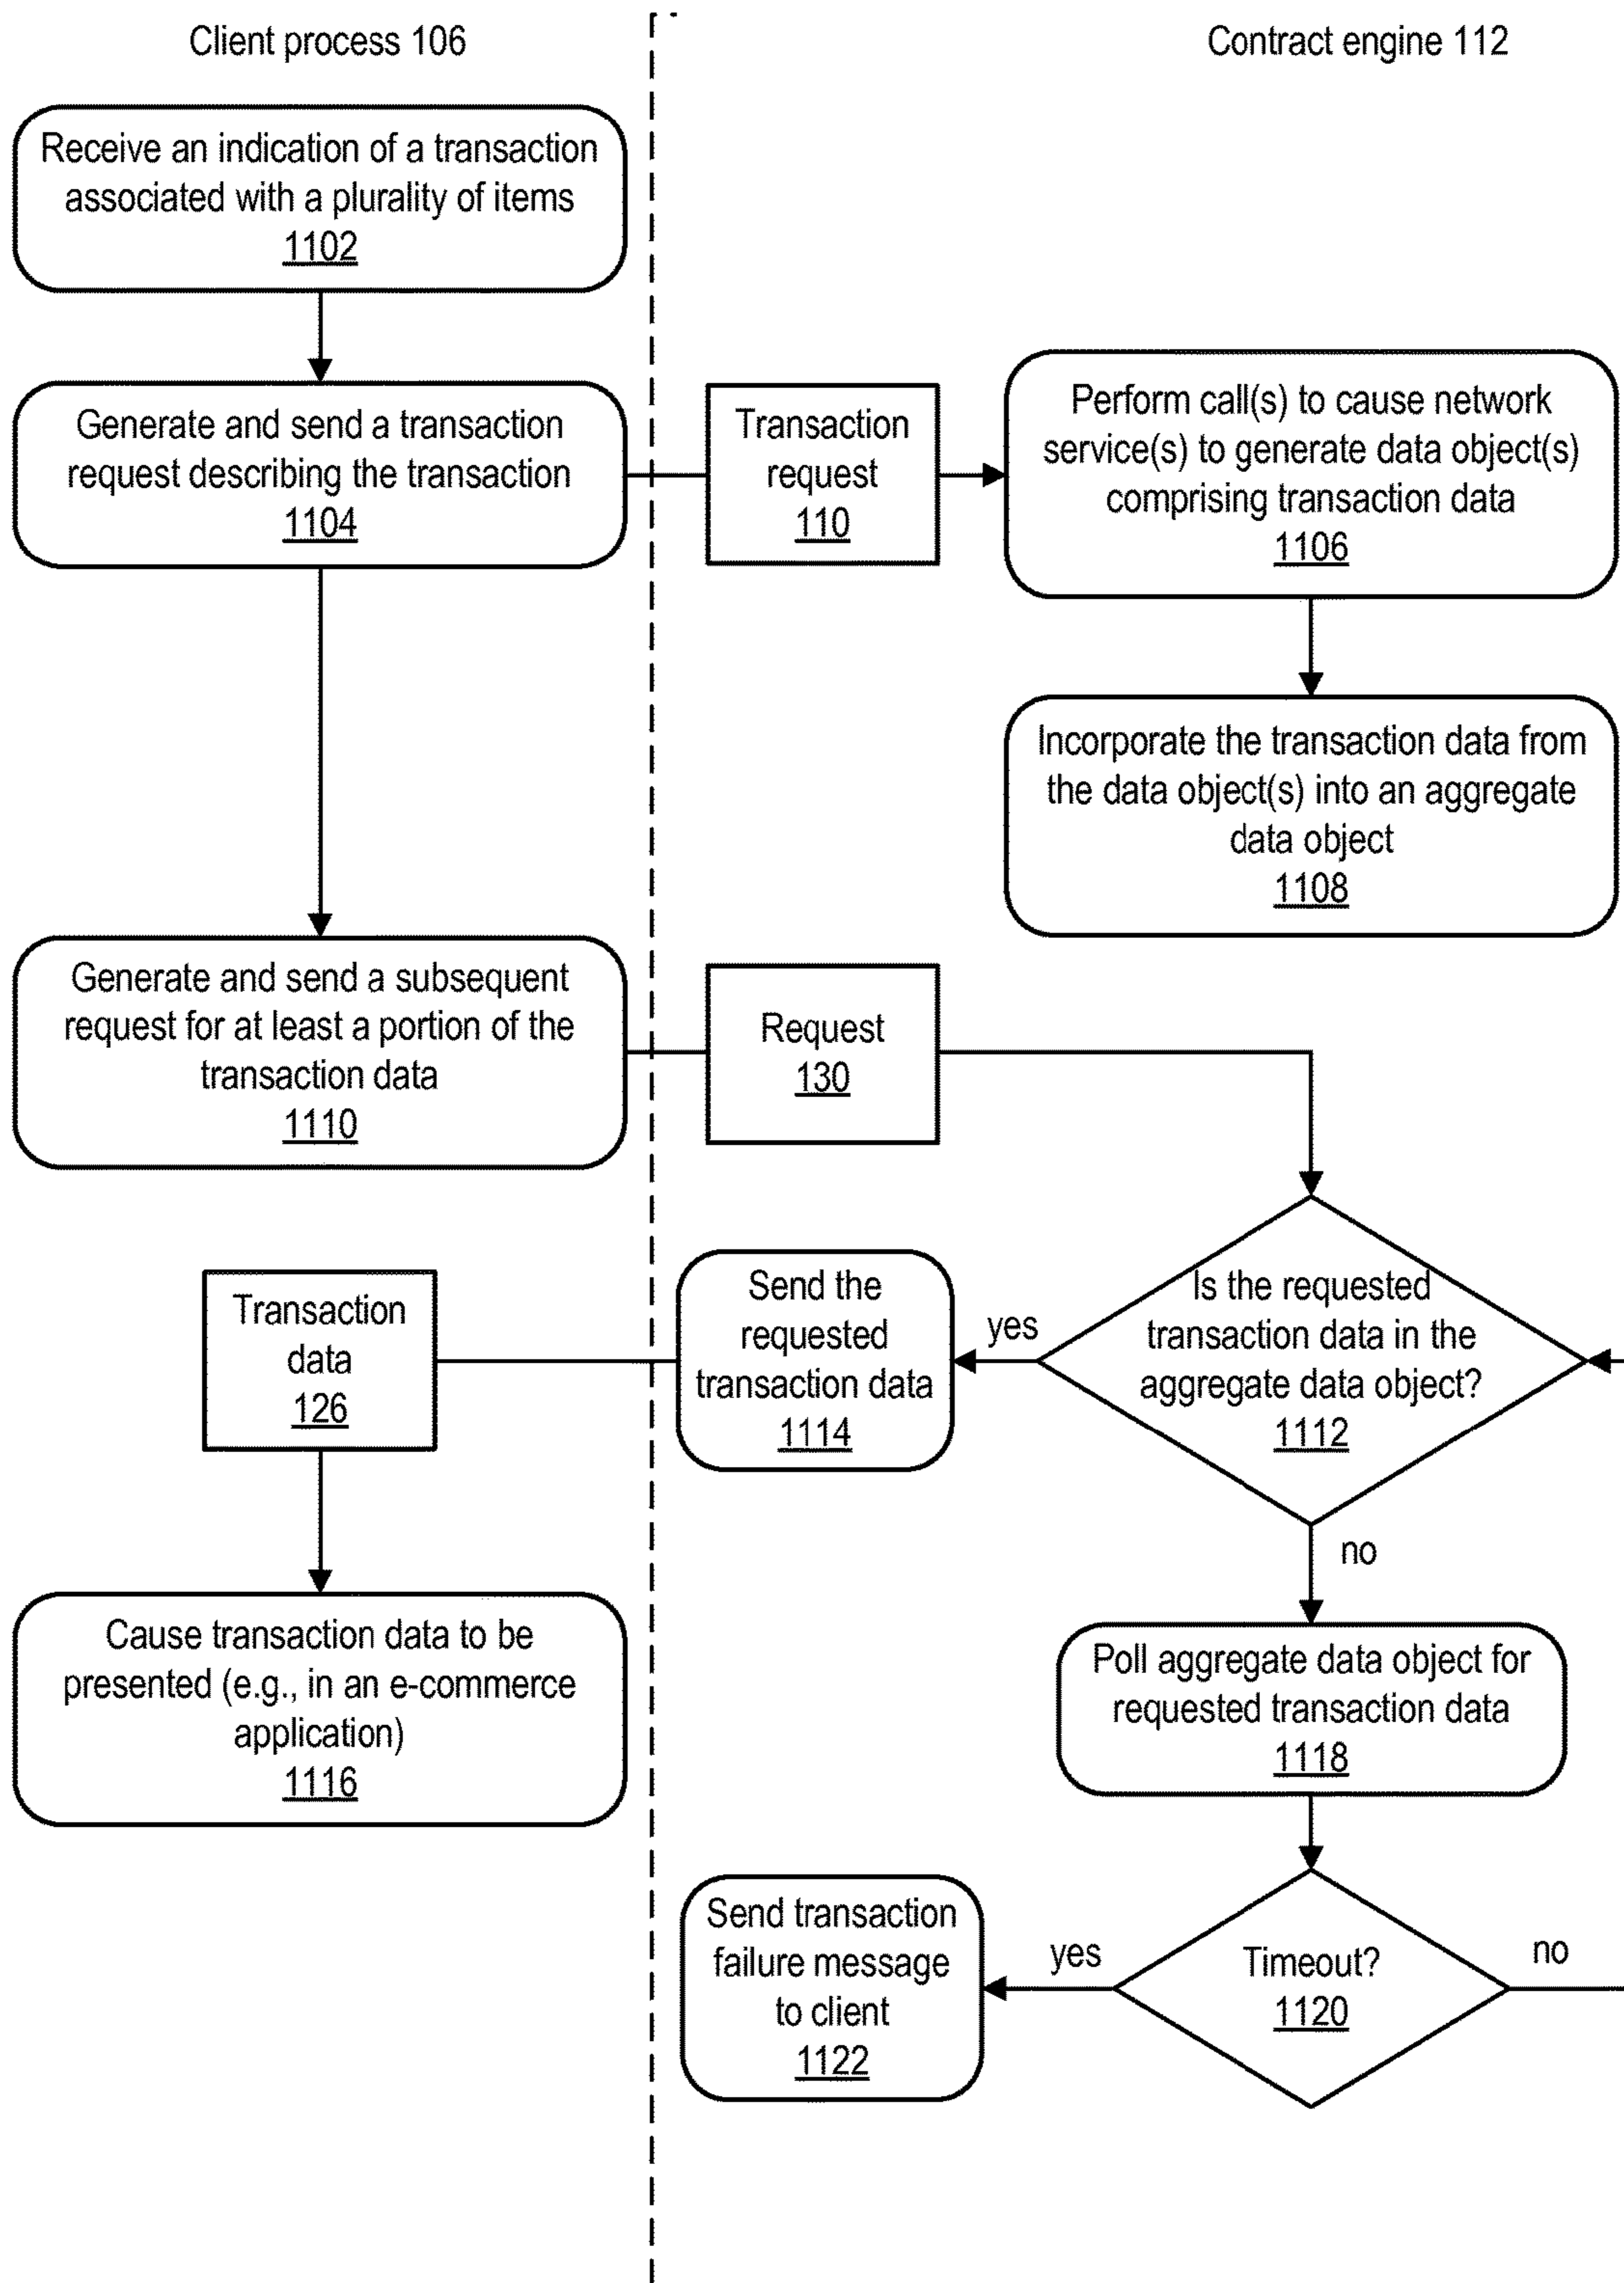 Client process 106
Contract engine 112
Receive an indication of a transaction
associated with a plurality of items
1102
Generate and send a transaction
request describing the transaction
1104
Transaction
request
110
Perform call(s) to cause network
service(s) to generate data object(s)
comprising transaction data
1106
Incorporate the transaction data from
the data object(s) into an aggregate
data object
1108
Generate and send a subsequent
request for at least a portion of the
transaction data
1110
Request
130
Is the requested
transaction data in the
aggregate data object?
1112
yes
Send the
requested
transaction data
1114
Transaction
data
126
Cause transaction data to be
presented (e.g., in an e-commerce
application)
1116
no
Poll aggregate data object for
requested transaction data
1118
Timeout?
1120
yes
no
Send transaction
failure message
to client
1122